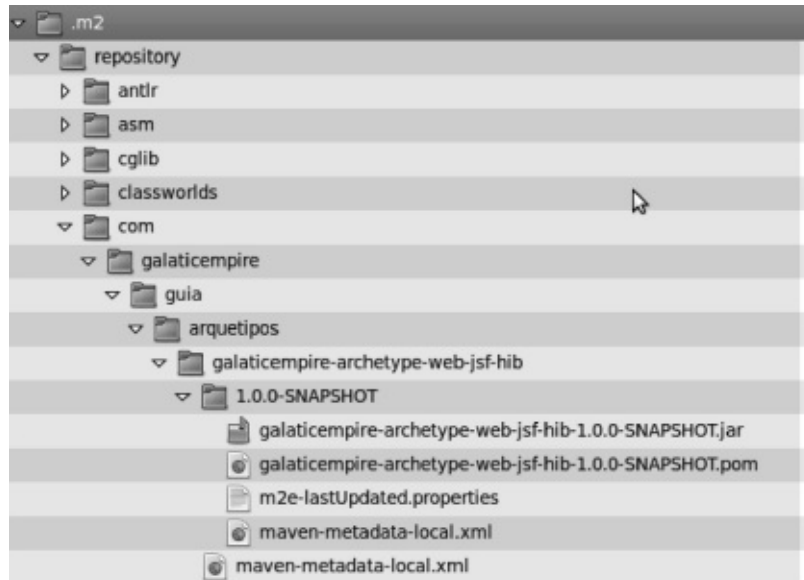 .m2
repository
antlr
asm
cglib
classworlds
com
galaticempire
guia
arquetipos
galaticempire-archetype-web-jsf-hib
1.0.0-SNAPSHOT
galaticempire-archetype-web-jsf-hib-1.0.0-SNAPSHOT.jar
galaticempire-archetype-web-jsf-hib-1.0.0-SNAPSHOT.pom
m2e-lastUpdated.properties
maven-metadata-local.xml
maven-metadata-local.xml